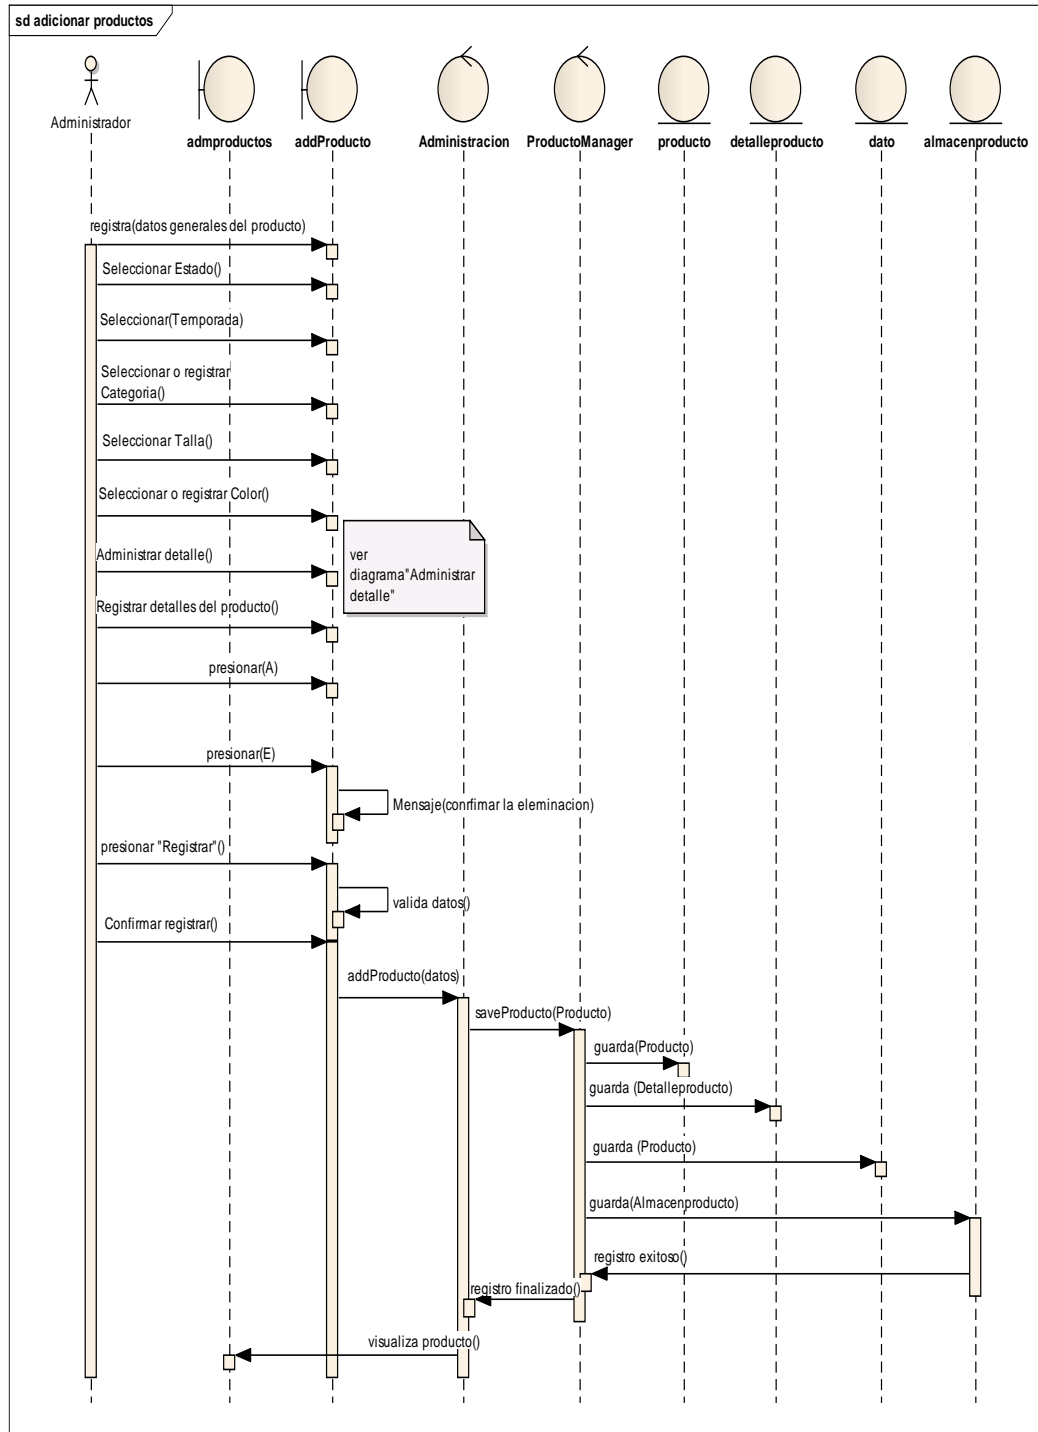 sd adicionar productos
Administrador
admproductos
addProducto
Administracion
ProductoManager
producto
detalleproducto
dato
almacenproducto
registra(datos generales del producto)
Seleccionar Estado()
Seleccionar(Temporada)
Seleccionar o registrar
Categoria()
Seleccionar Talla()
Seleccionar o registrar Color()
Administrar detalle()
ver
diagrama"Administrar
detalle"
Registrar detalles del producto()
presionar(A)
presionar(E)
Mensaje(conrfimar la eleminacion)
presionar "Registrar"()
valida datos()
Confirmar registrar()
addProducto(datos)
saveProducto(Producto)
guarda(Producto)
guarda (Detalleproducto)
guarda (Producto)
guarda(Almacenproducto)
registro exitoso()
registro finalizado()
visualiza producto()